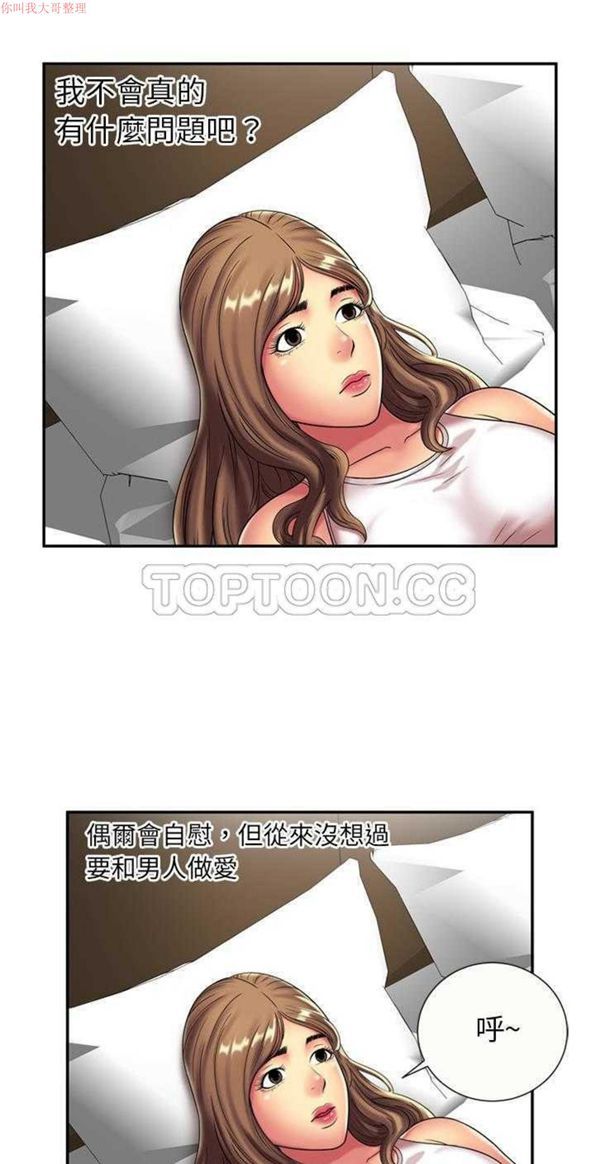 你叫我大哥整理
我不會真的
有什麼問題吧？
TOPTOON.CC
偶爾會自慰，但從來沒想過
要和男人做愛
呼~